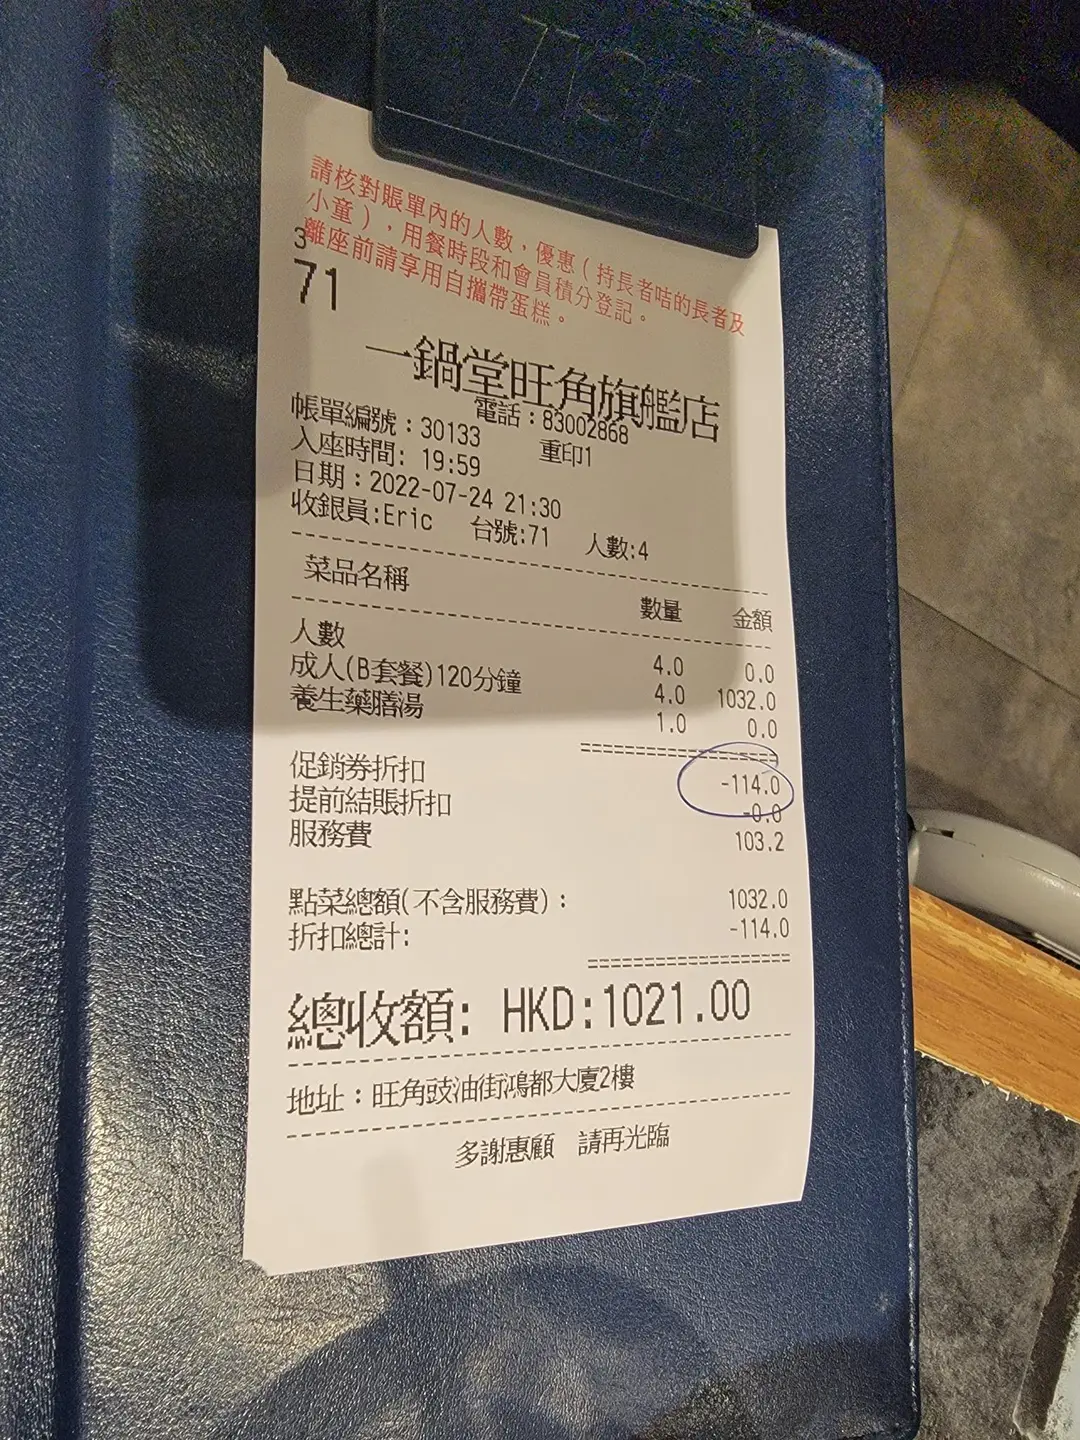 請核對賬單內的人數，優惠（持長者咭的長者及
小童），用餐時段和會員積分登記。
離座前請享用自攜帶蛋糕。
3
71
一鍋堂旺角旗艦店
電話：83002868
帳單編號：30133 重印1
入座時間: 19:59
日期：2022-07-24 21:30
收銀員:Eric 台號:71 人數:4
菜品名稱 數量 金額
人數 4.0 0.0
成人(B套餐)120分鐘 4.0 1032.0
養生藥膳湯 1.0 0.0
促銷券折扣 -114.0
提前結賬折扣 -0.0
服務費 103.2
點菜總額(不含服務費)： 1032.0
折扣總計: -114.0
總收額: HKD:1021.00
地址：旺角豉油街鴻都大廈2樓
多謝惠顧 請再光臨